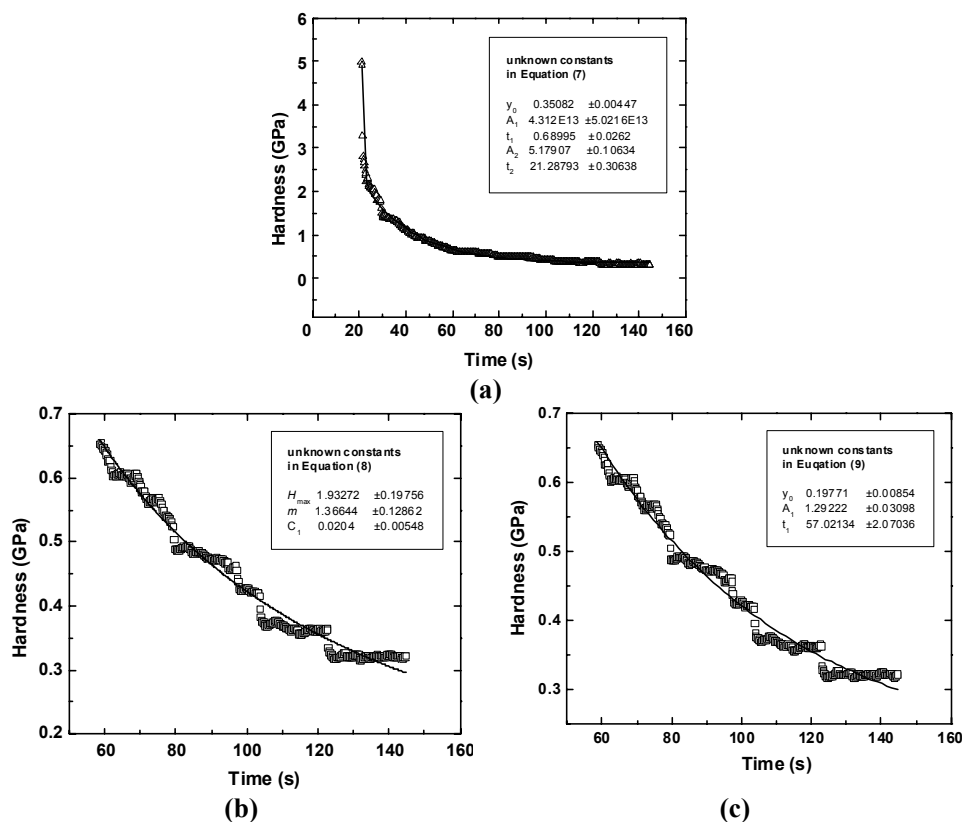 6
5
4
3
2
1
0
Hardness (GPa)
unknown constants
in Equation (7)
y0 0.35082 ±0.00447
A1 4.312E13 ±5.0216E13
t1 0.68995 ±0.0262
A2 5.17907 ±0.10634
t2 21.28793 ±0.30638
0 20 40 60 80 100 120 140 160
Time (s)
(a)
0.7
0.6
0.5
0.4
0.3
0.2
Hardness (GPa)
unknown constants
in Equation (8)
Hmax 1.93272 ±0.19756
m 1.36644 ±0.12862
C1 0.0204 ±0.00548
60 80 100 120 140 160
Time (s)
(b)
0.7
0.6
0.5
0.4
0.3
Hardness (GPa)
unknown constants
in Euqation (9)
y0 0.19771 ±0.00854
A1 1.29222 ±0.03098
t1 57.02134 ±2.07036
60 80 100 120 140 160
Time (s)
(c)